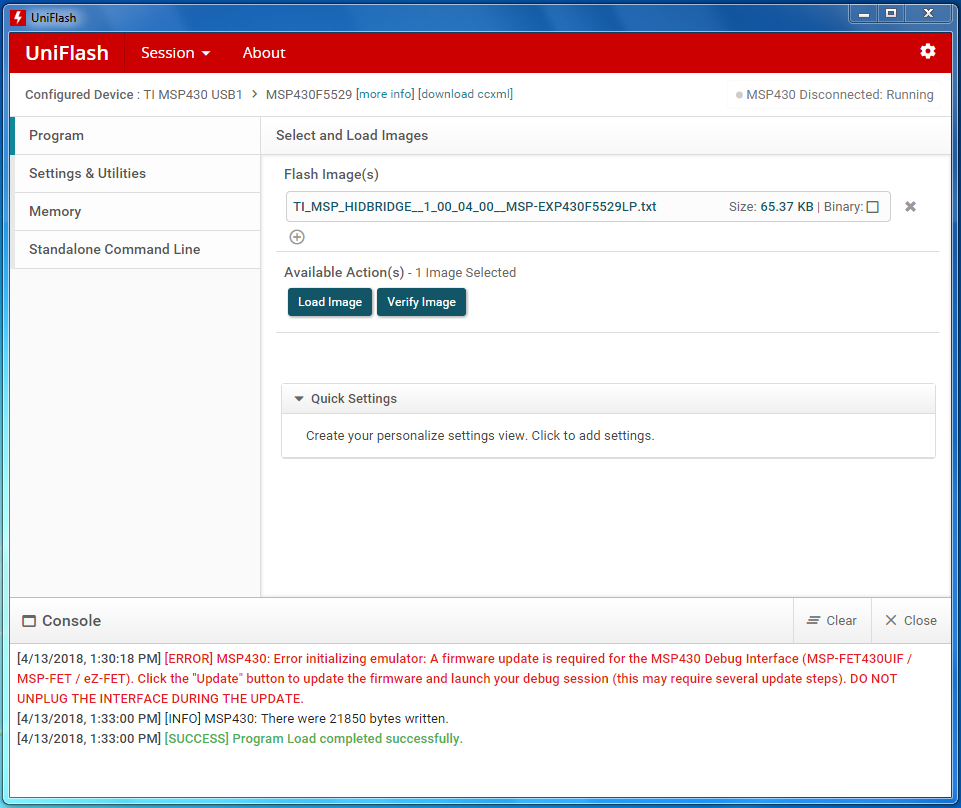 UniFlash
UniFlash Session About
Configured Device : TI MSP430 USB1 > MSP430F5529 [more info] [download ccxml]
MSP430 Disconnected: Running
Program
Settings & Utilities
Memory
Standalone Command Line
Select and Load Images
Flash Image(s)
TI_MSP_HIDBRIDGE__1_00_04_00__MSP-EXP430F5529LP.txt Size: 65.37 KB | Binary:
Available Action(s) - 1 Image Selected
Load Image Verify Image
Quick Settings
Create your personalize settings view. Click to add settings.
Console Clear Close
[4/13/2018, 1:30:18 PM] [ERROR] MSP430: Error initializing emulator: A firmware update is required for the MSP430 Debug Interface (MSP-FET430UIF /
MSP-FET / eZ-FET). Click the "Update" button to update the firmware and launch your debug session (this may require several update steps). DO NOT
UNPLUG THE INTERFACE DURING THE UPDATE.
[4/13/2018, 1:33:00 PM] [INFO] MSP430: There were 21850 bytes written.
[4/13/2018, 1:33:00 PM] [SUCCESS] Program Load completed successfully.